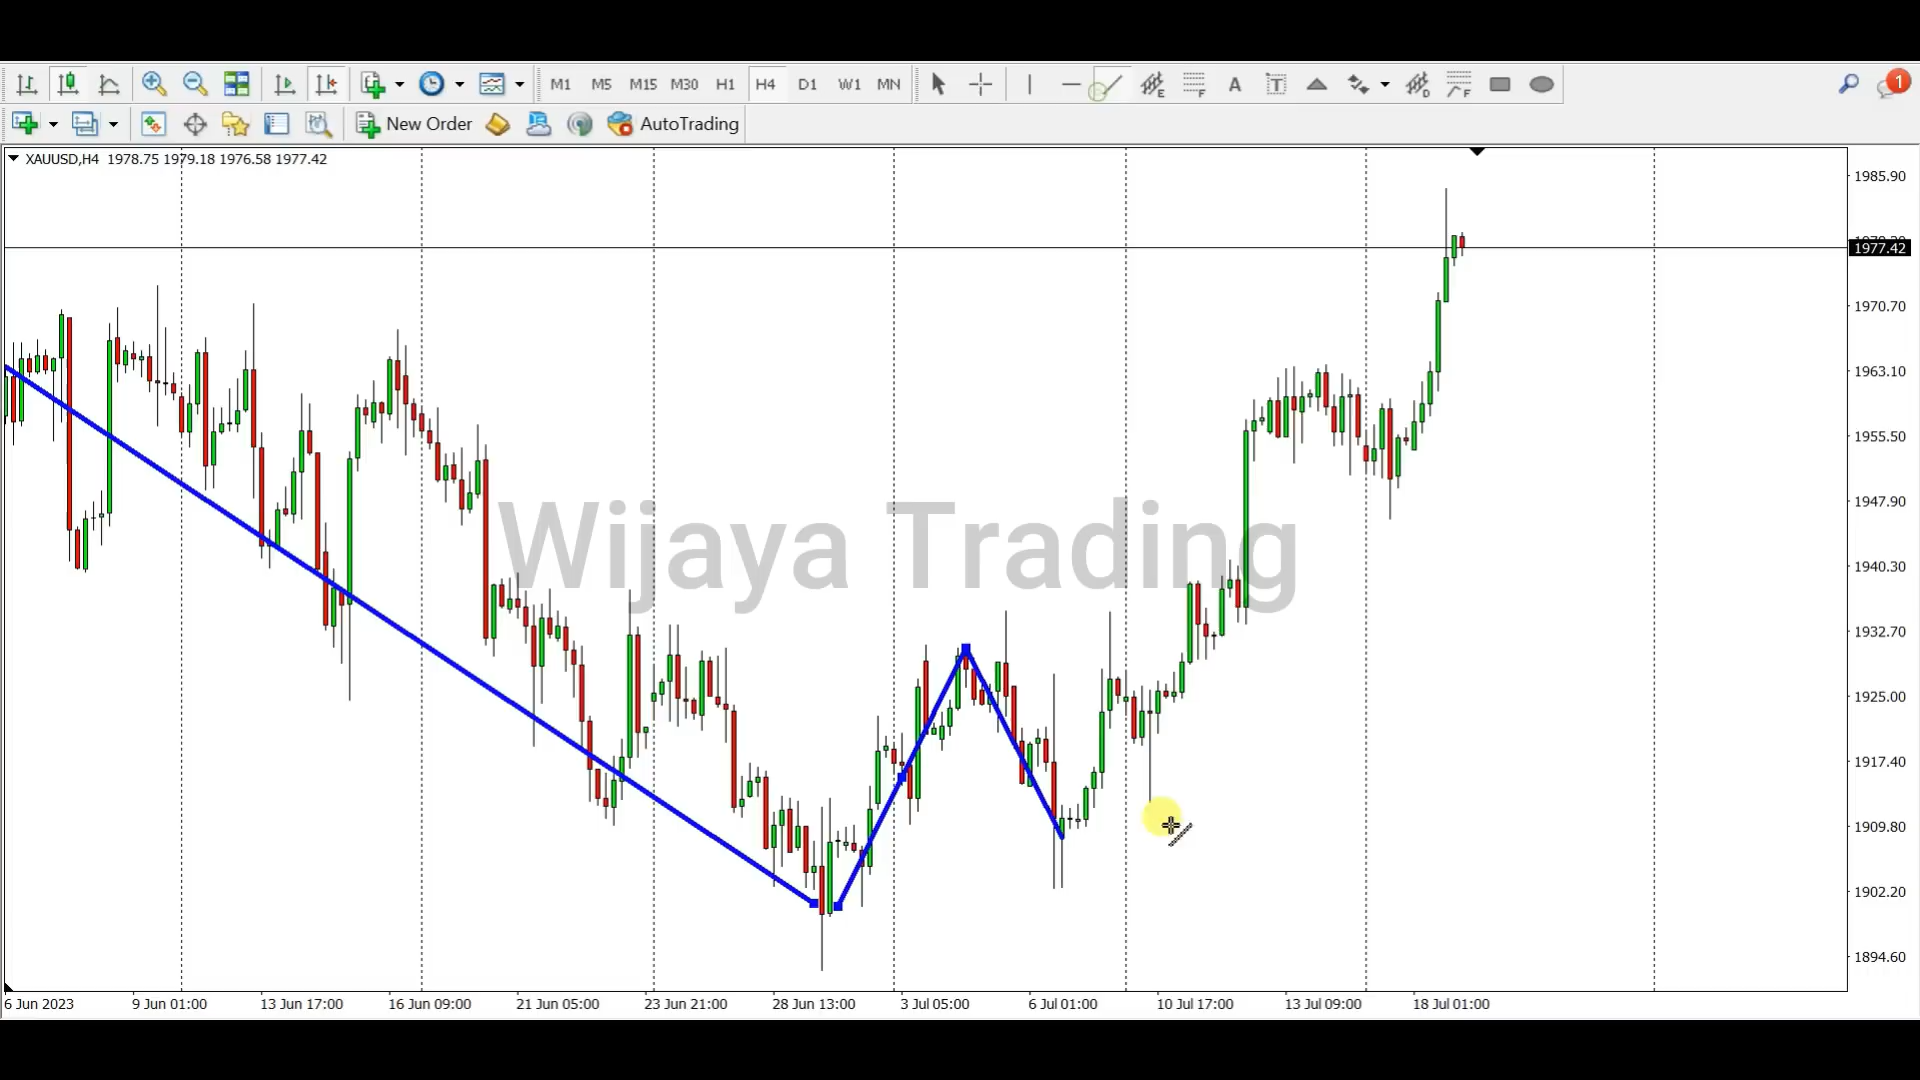 M1 M5 M15 M30 H1 H4 D1 W1 MN E F A T D F 1
New Order AutoTrading
XAUUSD,H4 1978.75 1979.18 1976.58 1977.42
1985.90
1977.42
1970.70
1963.10
1955.50
1947.90
1940.30
1932.70
1925.00
1917.40
1909.80
1902.20
1894.60
Wijaya Trading
6 Jun 2023 9 Jun 01:00 13 Jun 17:00 16 Jun 09:00 21 Jun 05:00 23 Jun 21:00 28 Jun 13:00 3 Jul 05:00 6 Jul 01:00 10 Jul 17:00 13 Jul 09:00 18 Jul 01:00